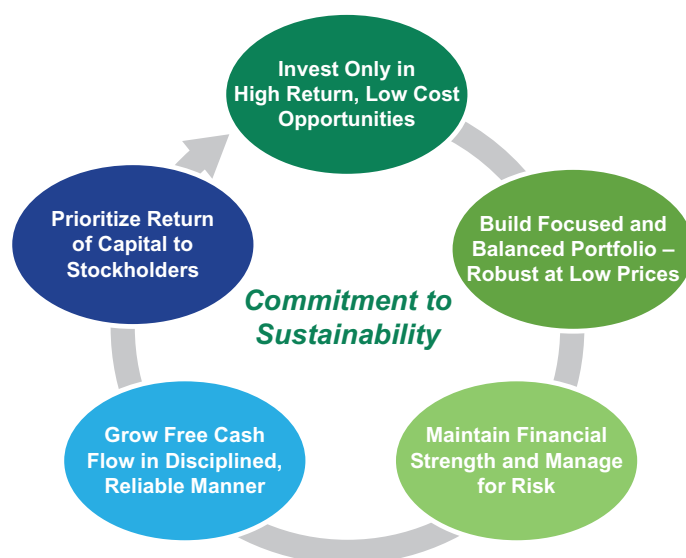 Invest Only in
High Return, Low Cost
Opportunities
Build Focused and
Balanced Portfolio –
Robust at Low Prices
Maintain Financial
Strength and Manage
for Risk
Grow Free Cash
Flow in Disciplined,
Reliable Manner
Prioritize Return
of Capital to
Stockholders
Commitment to
Sustainability